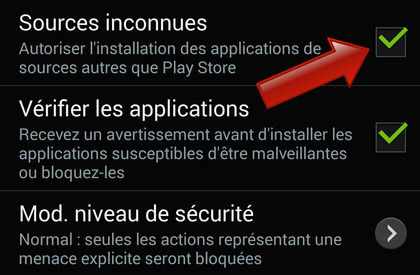 Sources inconnues
Autoriser l'installation des applications de
sources autres que Play Store
Vérifier les applications
Recevez un avertissement avant d'installer les
applications susceptibles d'être malveillantes
ou bloquez-les
Mod. niveau de sécurité
Normal : seules les actions représentant une
menace explicite seront bloquées